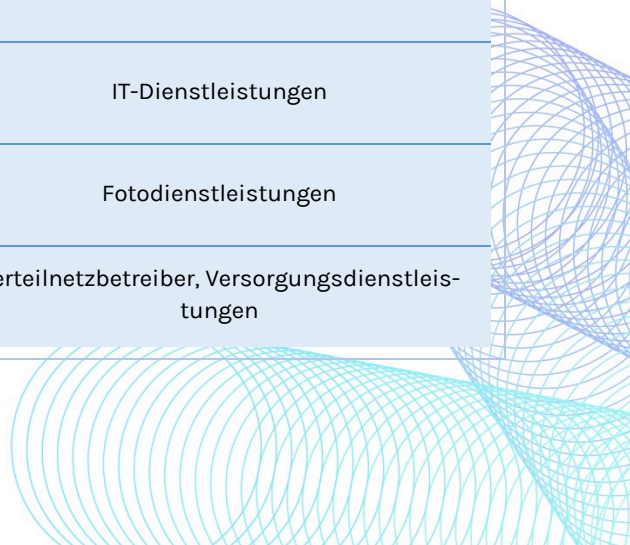 IT-Dienstleistungen
Fotodienstleistungen
erteilnetzbetreiber, Versorgungsdienstleis-
tungen